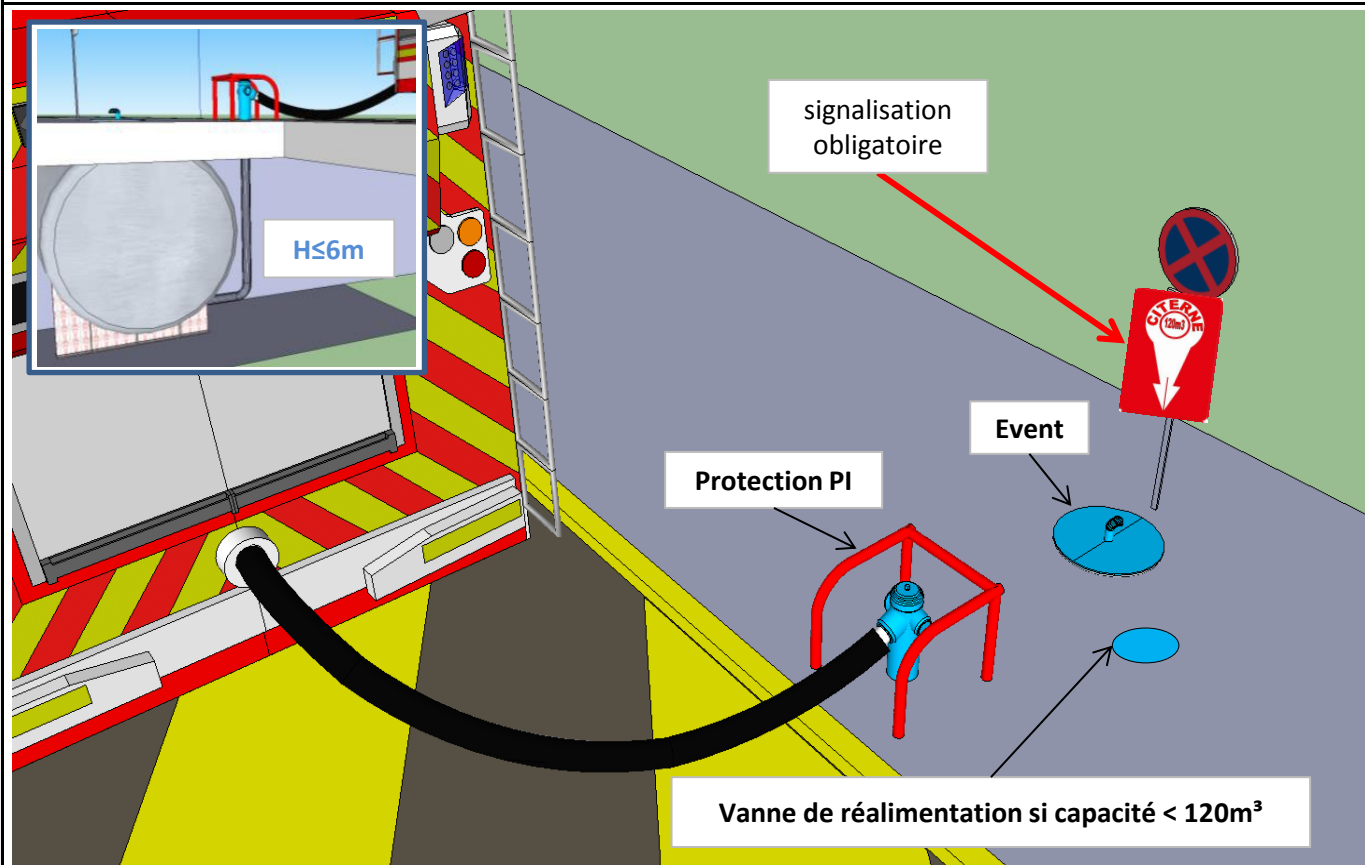 H≤6m
signalisation
obligatoire
CITERNE
120m3
Event
Protection PI
Vanne de réalimentation si capacité < 120m³